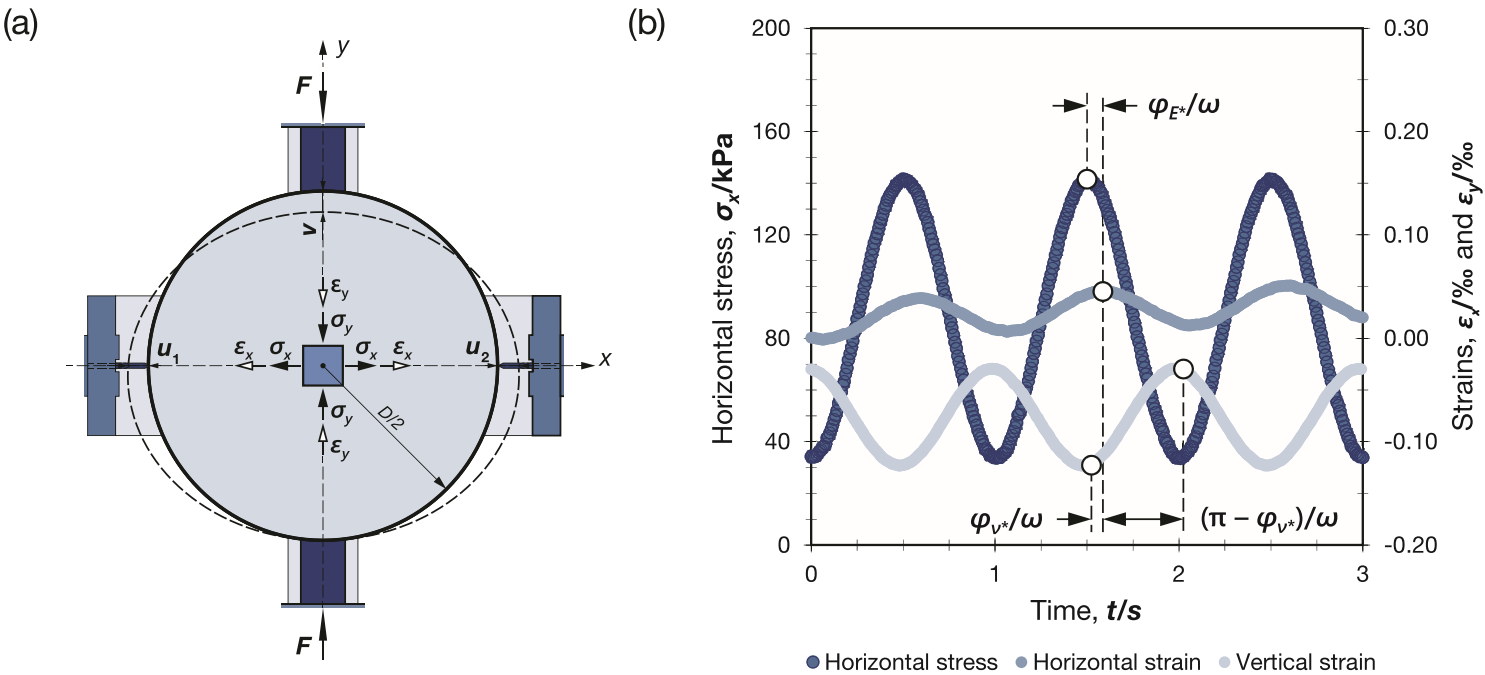 (a)
y
F
v
εy
σy
u1
εx σx
σx εx
u2
x
σy
D/2
εy
F
(b)
Horizontal stress, σx/kPa
200
160
120
80
40
0
0.30
0.20
0.10
0.00
-0.10
-0.20
Strains, εx/‰ and εy/‰
φE*/ω
φν*/ω
(π − φν*)/ω
0
1
2
3
Time, t/s
Horizontal stress
Horizontal strain
Vertical strain